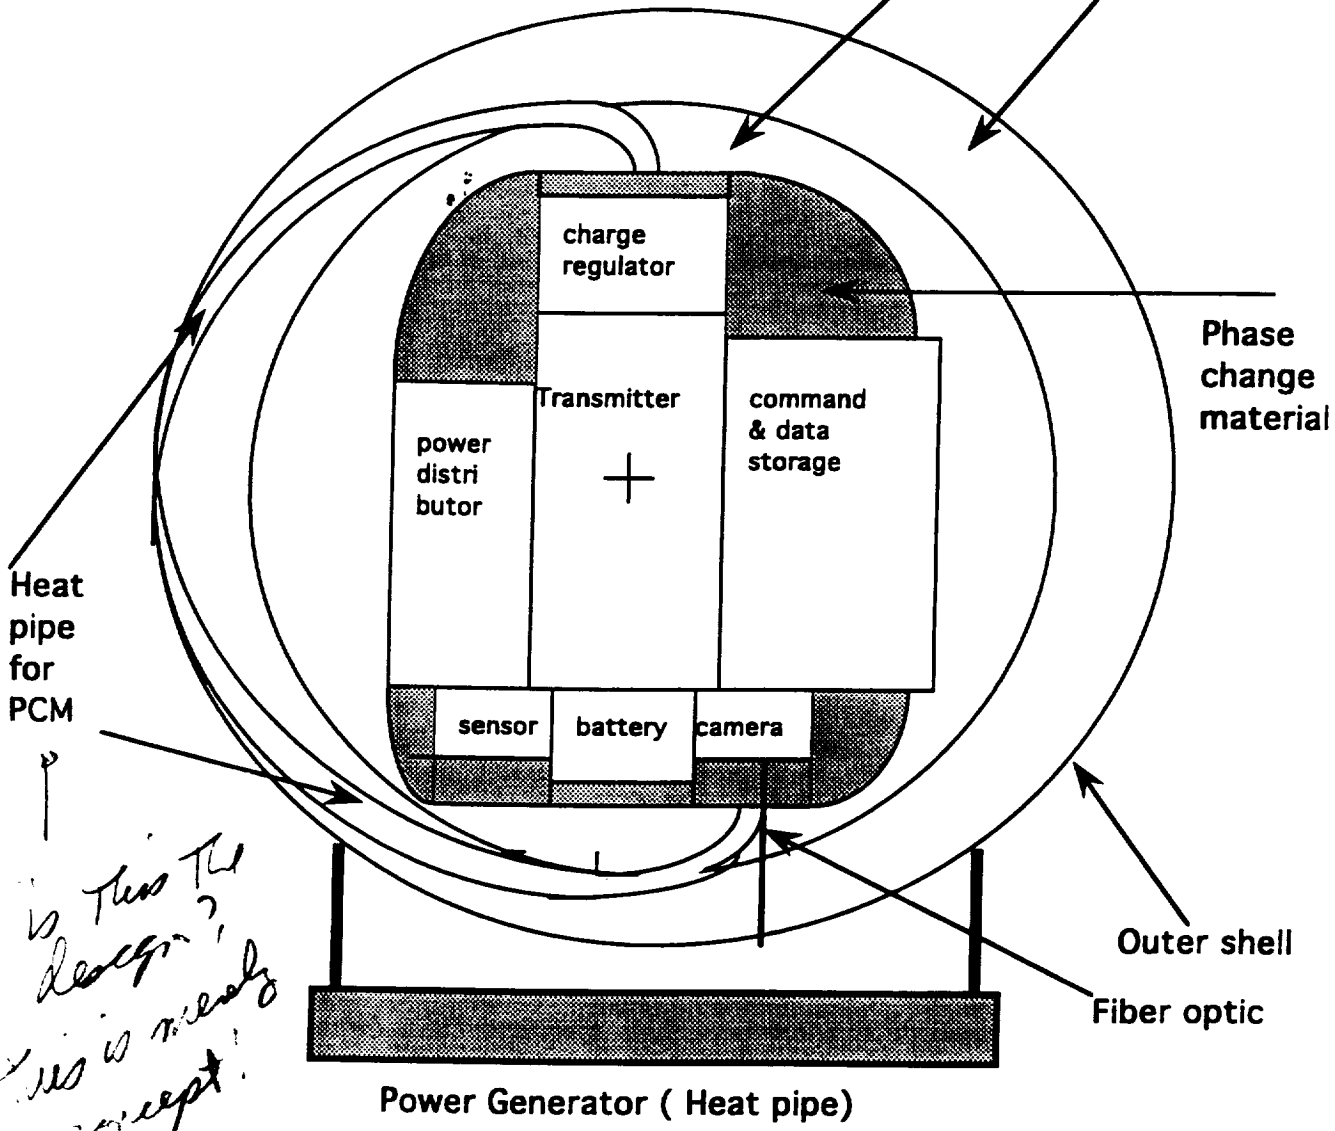 charge
regulator
Phase
change
material
Transmitter
command
& data
storage
power
distri
butor
Heat
pipe
for
PCM
sensor
battery
camera
is This The
design?
This is merely
concept!
Outer shell
Fiber optic
Power Generator ( Heat pipe)